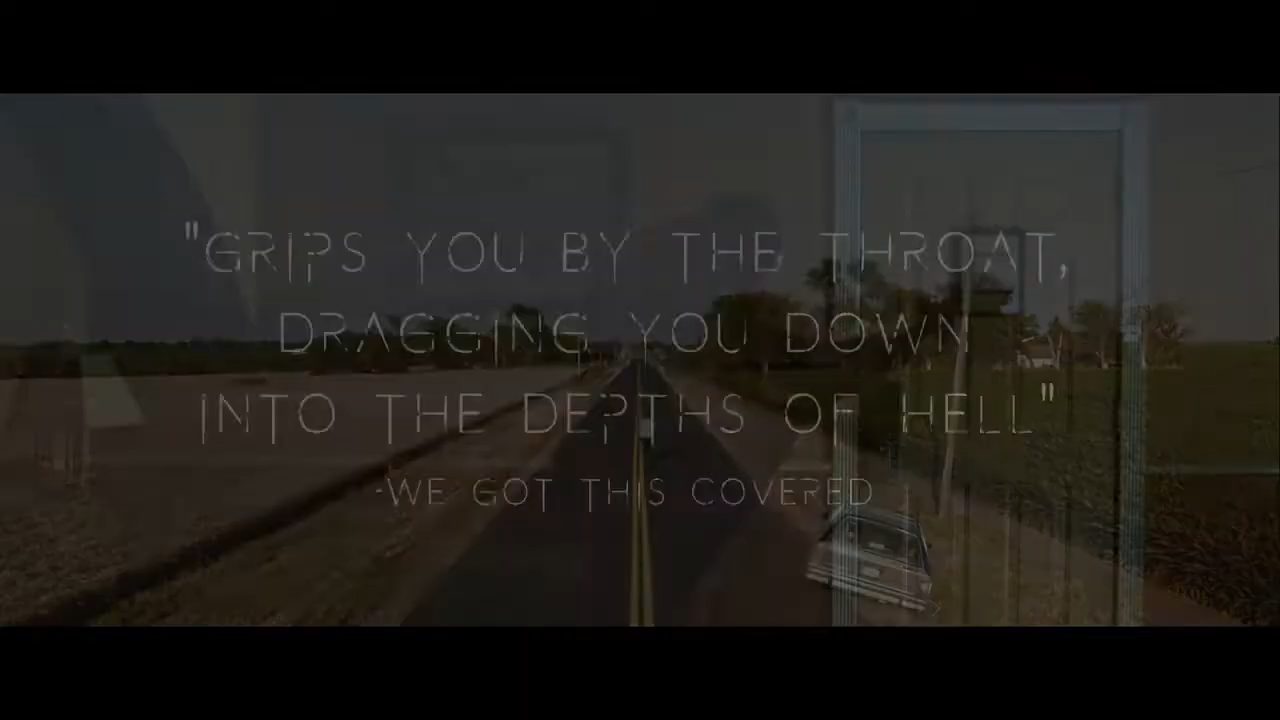 "GRIPS YOU BY THE THROAT,
DRAGGING YOU DOWN
INTO THE DEPTHS OF HELL"
-WE GOT THIS COVERED